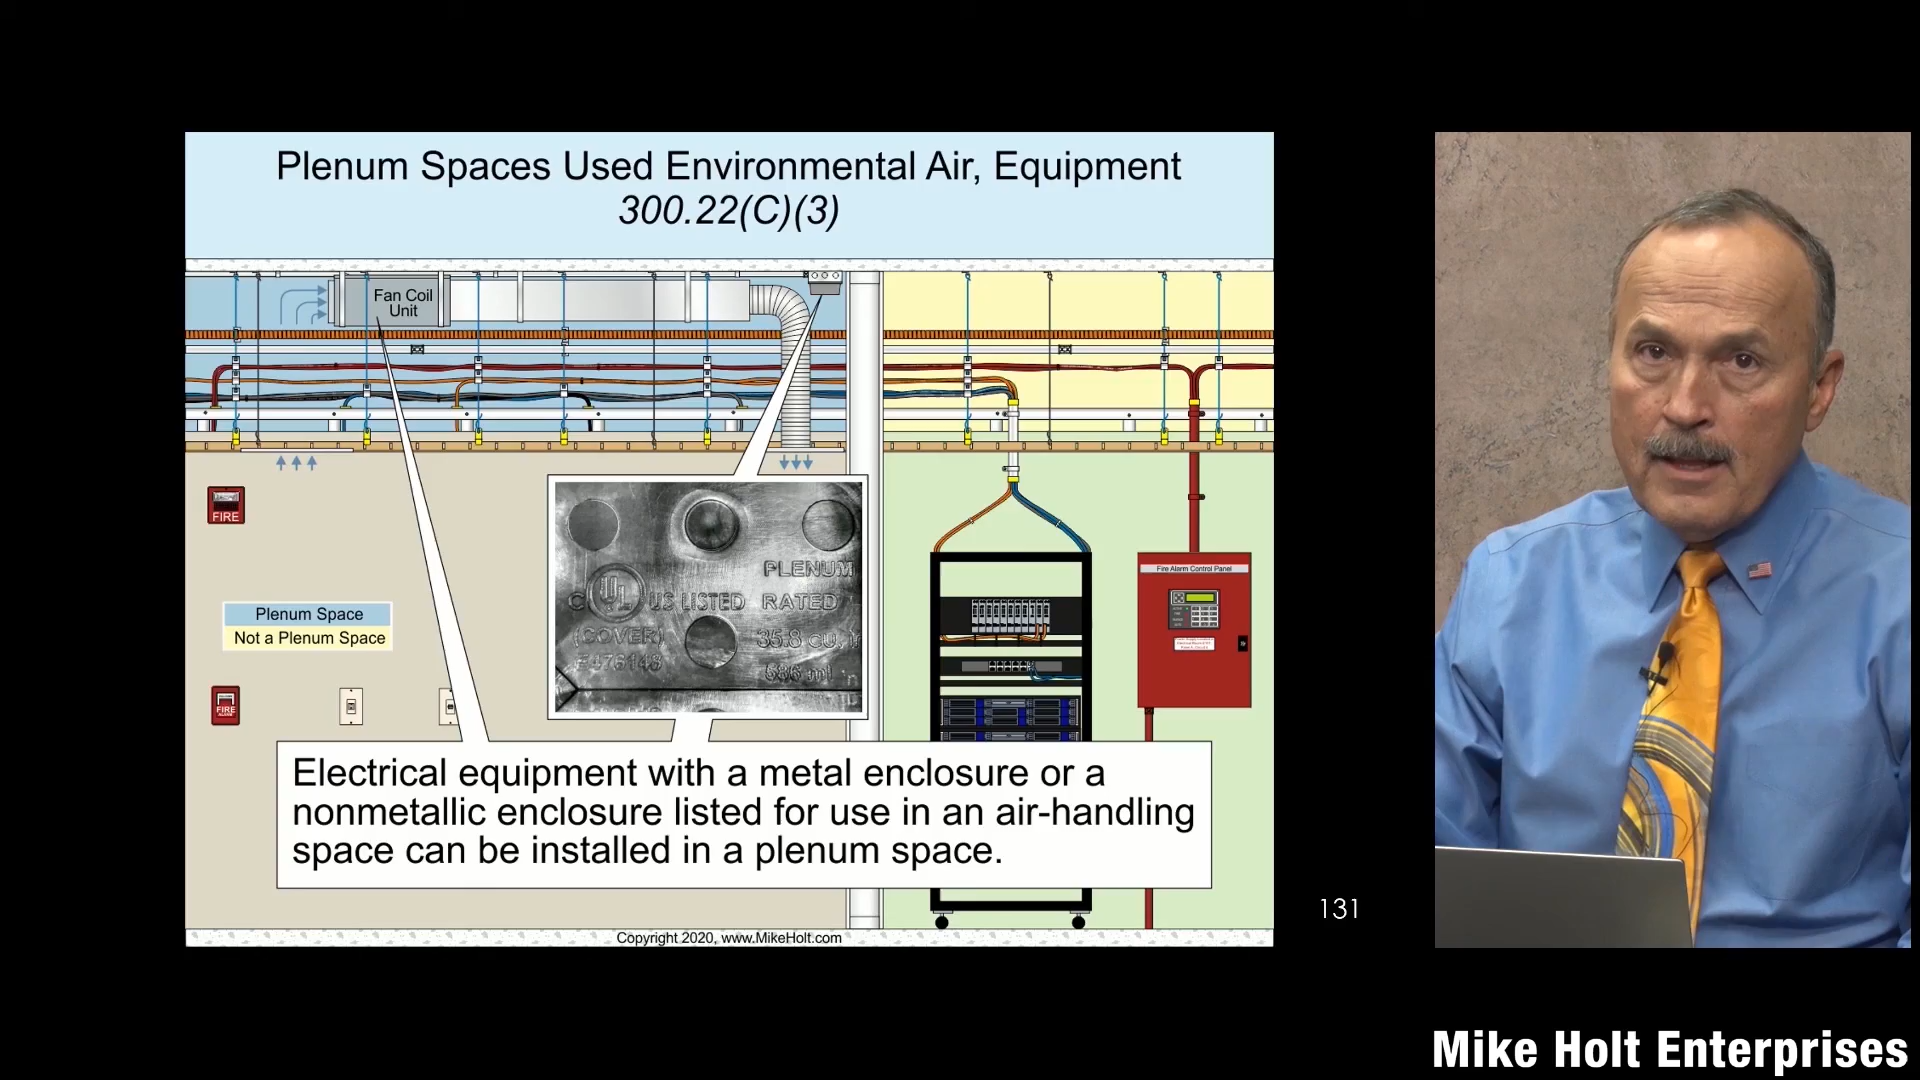 Plenum Spaces Used Environmental Air, Equipment
300.22(C)(3)
Fan Coil
Unit
FIRE
PLENUM
C UL US LISTED RATED
(COVER) 35.8 CU. I
E476148
586 ml
Plenum Space
Not a Plenum Space
FIRE
Fire Alarm Control Panel
Electrical equipment with a metal enclosure or a
nonmetallic enclosure listed for use in an air-handling
space can be installed in a plenum space.
Copyright 2020, www.MikeHolt.com
131
Mike Holt Enterprises